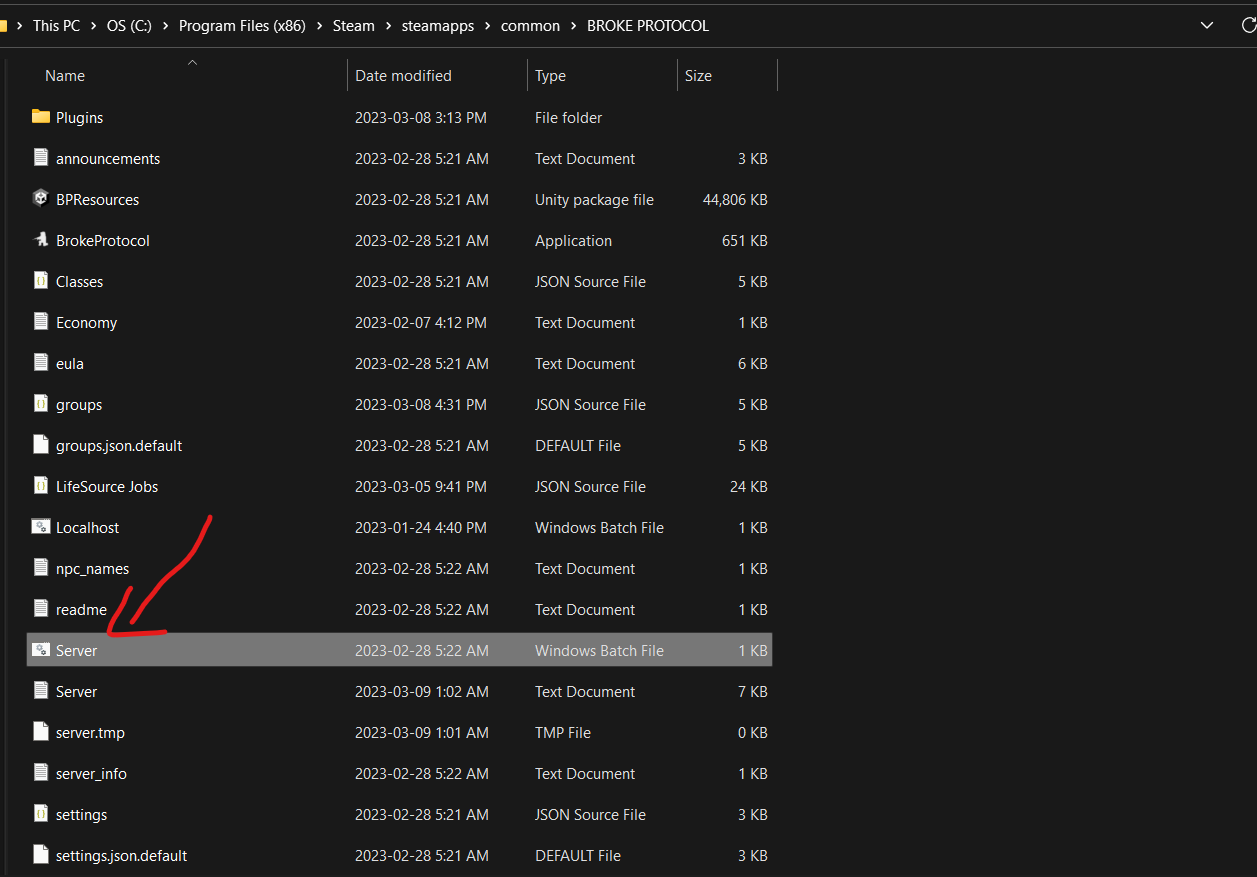 This PC > OS (C:) > Program Files (x86) > Steam > steamapps > common > BROKE PROTOCOL
Name Date modified Type Size
Plugins 2023-03-08 3:13 PM File folder
announcements 2023-02-28 5:21 AM Text Document 3 KB
BPResources 2023-02-28 5:21 AM Unity package file 44,806 KB
BrokeProtocol 2023-02-28 5:21 AM Application 651 KB
Classes 2023-02-28 5:21 AM JSON Source File 5 KB
Economy 2023-02-07 4:12 PM Text Document 1 KB
eula 2023-02-28 5:21 AM Text Document 6 KB
groups 2023-03-08 4:31 PM JSON Source File 5 KB
groups.json.default 2023-02-28 5:21 AM DEFAULT File 5 KB
LifeSource Jobs 2023-03-05 9:41 PM JSON Source File 24 KB
Localhost 2023-01-24 4:40 PM Windows Batch File 1 KB
npc_names 2023-02-28 5:22 AM Text Document 1 KB
readme 2023-02-28 5:22 AM Text Document 1 KB
Server 2023-02-28 5:22 AM Windows Batch File 1 KB
Server 2023-03-09 1:02 AM Text Document 7 KB
server.tmp 2023-03-09 1:01 AM TMP File 0 KB
server_info 2023-02-28 5:22 AM Text Document 1 KB
settings 2023-02-28 5:21 AM JSON Source File 3 KB
settings.json.default 2023-02-28 5:21 AM DEFAULT File 3 KB